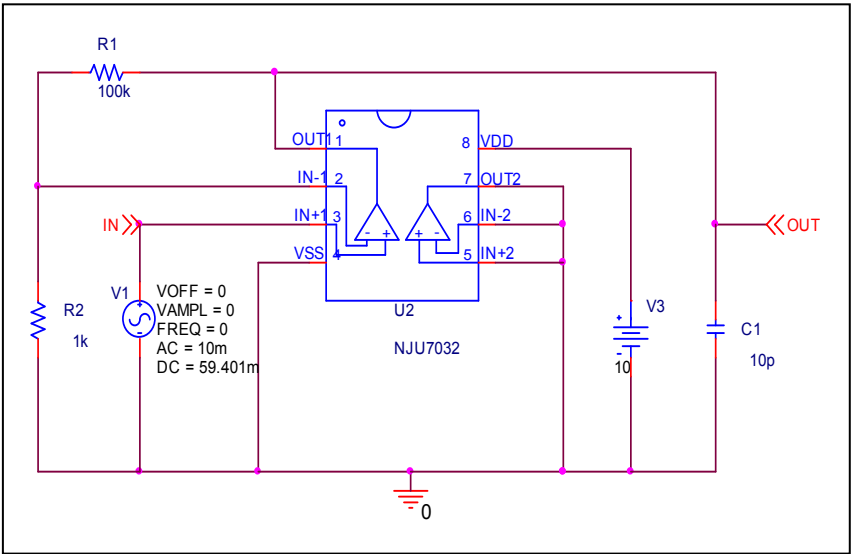 R1
100k
OUT1 1
8 VDD
IN-1 2
7 OUT2
IN+1 3
6 IN-2
VSS 4
5 IN+2
- +
+ -
IN
OUT
R2
1k
V1
VOFF = 0
VAMPL = 0
FREQ = 0
AC = 10m
DC = 59.401m
+
-
U2
NJU7032
V3
+
-
10
C1
10p
0